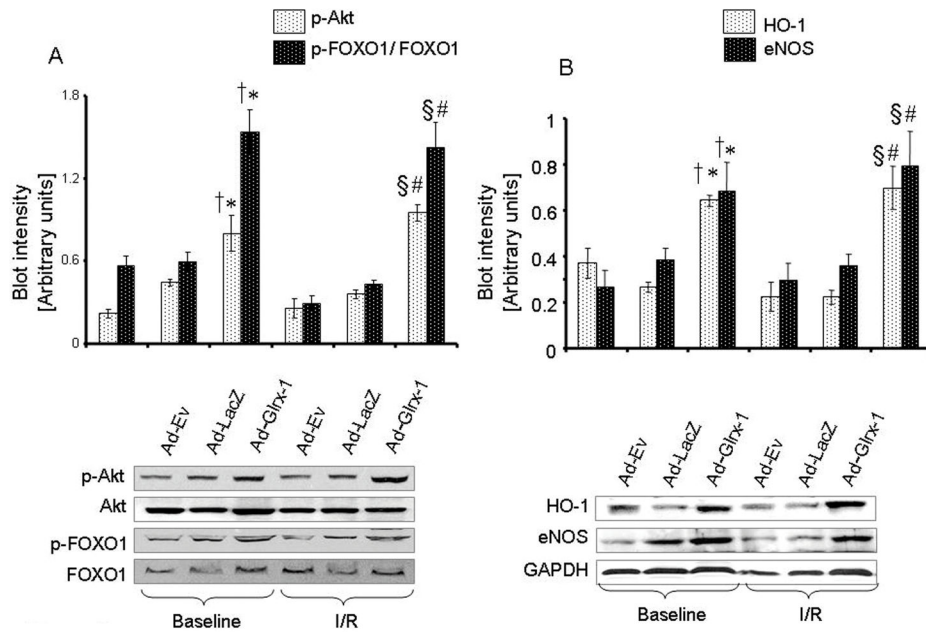 A
p-Akt
p-FOXO1/ FOXO1
Blot intensity
[Arbitrary units]
1.8
1.2
0.6
0
†*
†*
§#
§#
Ad-Ev
Ad-LacZ
Ad-Glrx-1
Ad-Ev
Ad-LacZ
Ad-Glrx-1
p-Akt
Akt
p-FOXO1
FOXO1
Baseline
I/R
B
HO-1
eNOS
Blot intensity
[Arbitrary units]
1
0.8
0.6
0.4
0.2
0
†*
†*
§#
§#
Ad-Ev
Ad-LacZ
Ad-Glrx-1
Ad-Ev
Ad-LacZ
Ad-Glrx-1
HO-1
eNOS
GAPDH
Baseline
I/R